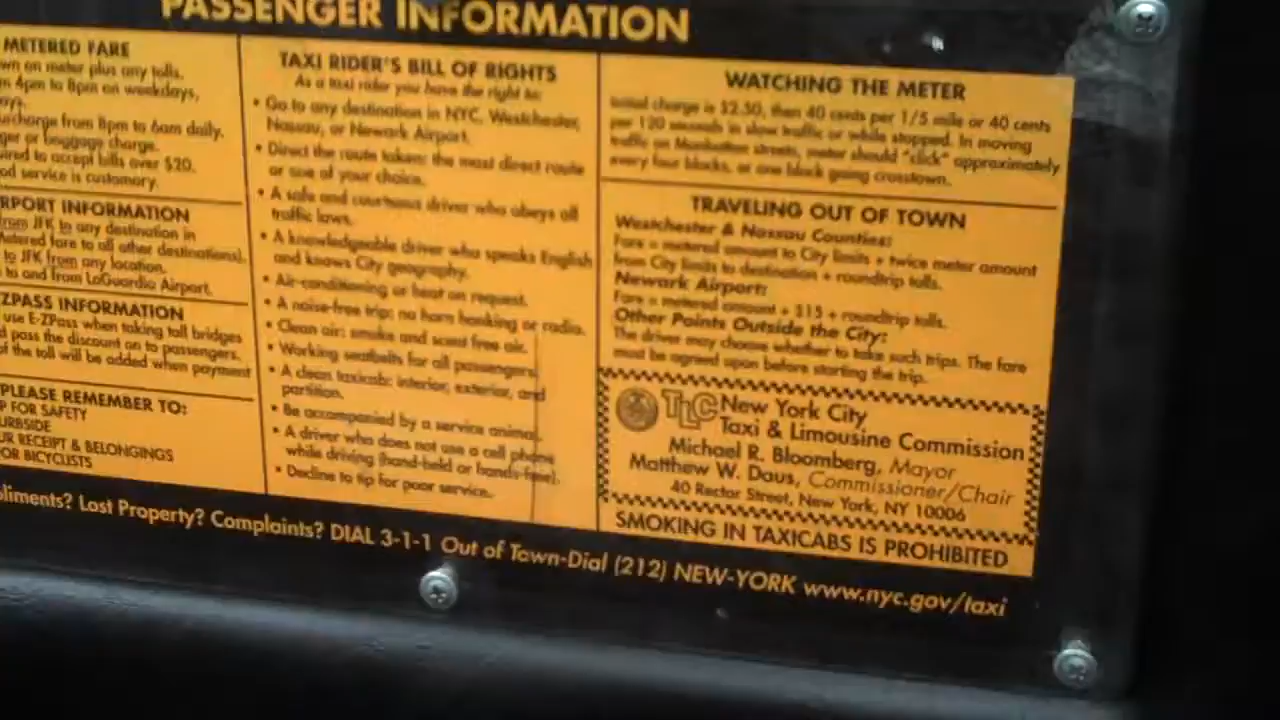 PASSENGER INFORMATION
METERED FARE
wn on meter plus any tolls.
m 4pm to 8pm on weekdays,
ays.
urcharge from 8pm to 6am daily.
ger or luggage charge.
uired to accept bills over $20.
od service is customary.
RPORT INFORMATION
from JFK to any destination in
Metered fare to all other destinations).
to JFK from any location.
to and from LaGuardia Airport.
ZPASS INFORMATION
use E-ZPass when taking toll bridges
d pass the discount on to passengers.
of the toll will be added when payment
PLEASE REMEMBER TO:
P FOR SAFETY
URBSIDE
UR RECEIPT & BELONGINGS
OR BICYCLISTS
TAXI RIDER'S BILL OF RIGHTS
As a taxi rider you have the right to:
• Go to any destination in NYC, Westchester,
Nassau, or Newark Airport.
• Direct the route taken: the most direct route
or one of your choice.
• A safe and courteous driver who obeys all
traffic laws.
• A knowledgeable driver who speaks English
and knows City geography.
• Air-conditioning or heat on request.
• A noise-free trip: no horn honking or radio.
• Clean air: smoke and scent free air.
• Working seatbelts for all passengers.
• A clean taxicab: interior, exterior, and
partition.
• Be accompanied by a service animal.
• A driver who does not use a cell phone
while driving (hand-held or hands-free).
• Decline to tip for poor service.
WATCHING THE METER
Initial charge is $2.50, then 40 cents per 1/5 mile or 40 cents
per 120 seconds in slow traffic or while stopped. In moving
traffic on Manhattan streets, meter should "click" approximately
every four blocks, or one block going crosstown.
TRAVELING OUT OF TOWN
Westchester & Nassau Counties:
Fare = metered amount to City limits + twice meter amount
from City limits to destination + roundtrip tolls.
Newark Airport:
Fare = metered amount + $15 + roundtrip tolls.
Other Points Outside the City:
The driver may choose whether to take such trips. The fare
must be agreed upon before starting the trip.
TLC New York City
Taxi & Limousine Commission
Michael R. Bloomberg, Mayor
Matthew W. Daus, Commissioner/Chair
40 Rector Street, New York, NY 10006
SMOKING IN TAXICABS IS PROHIBITED
pliments? Lost Property? Complaints? DIAL 3-1-1 Out of Town-Dial (212) NEW-YORK www.nyc.gov/taxi